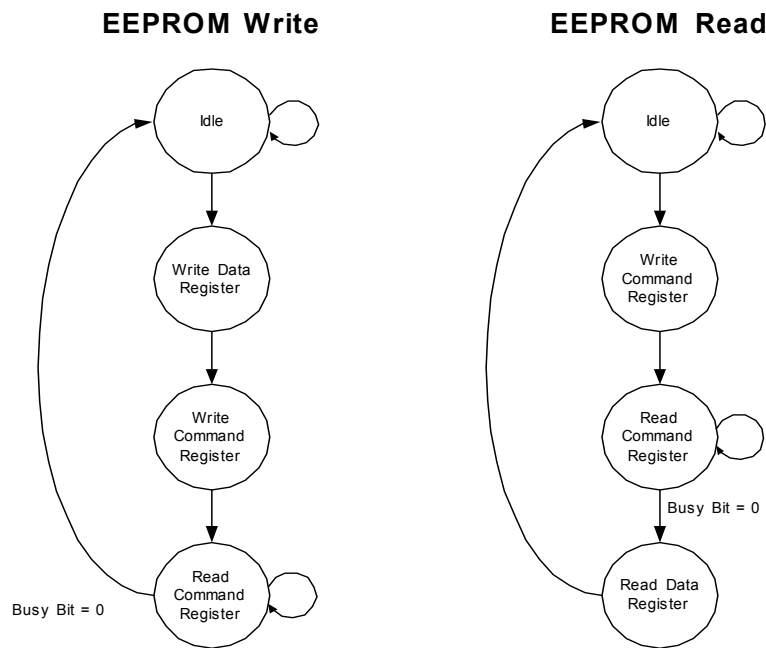 EEPROM Write
Idle
Write Data
Register
Write
Command
Register
Read
Command
Register
Busy Bit = 0
EEPROM Read
Idle
Write
Command
Register
Read
Command
Register
Busy Bit = 0
Read Data
Register